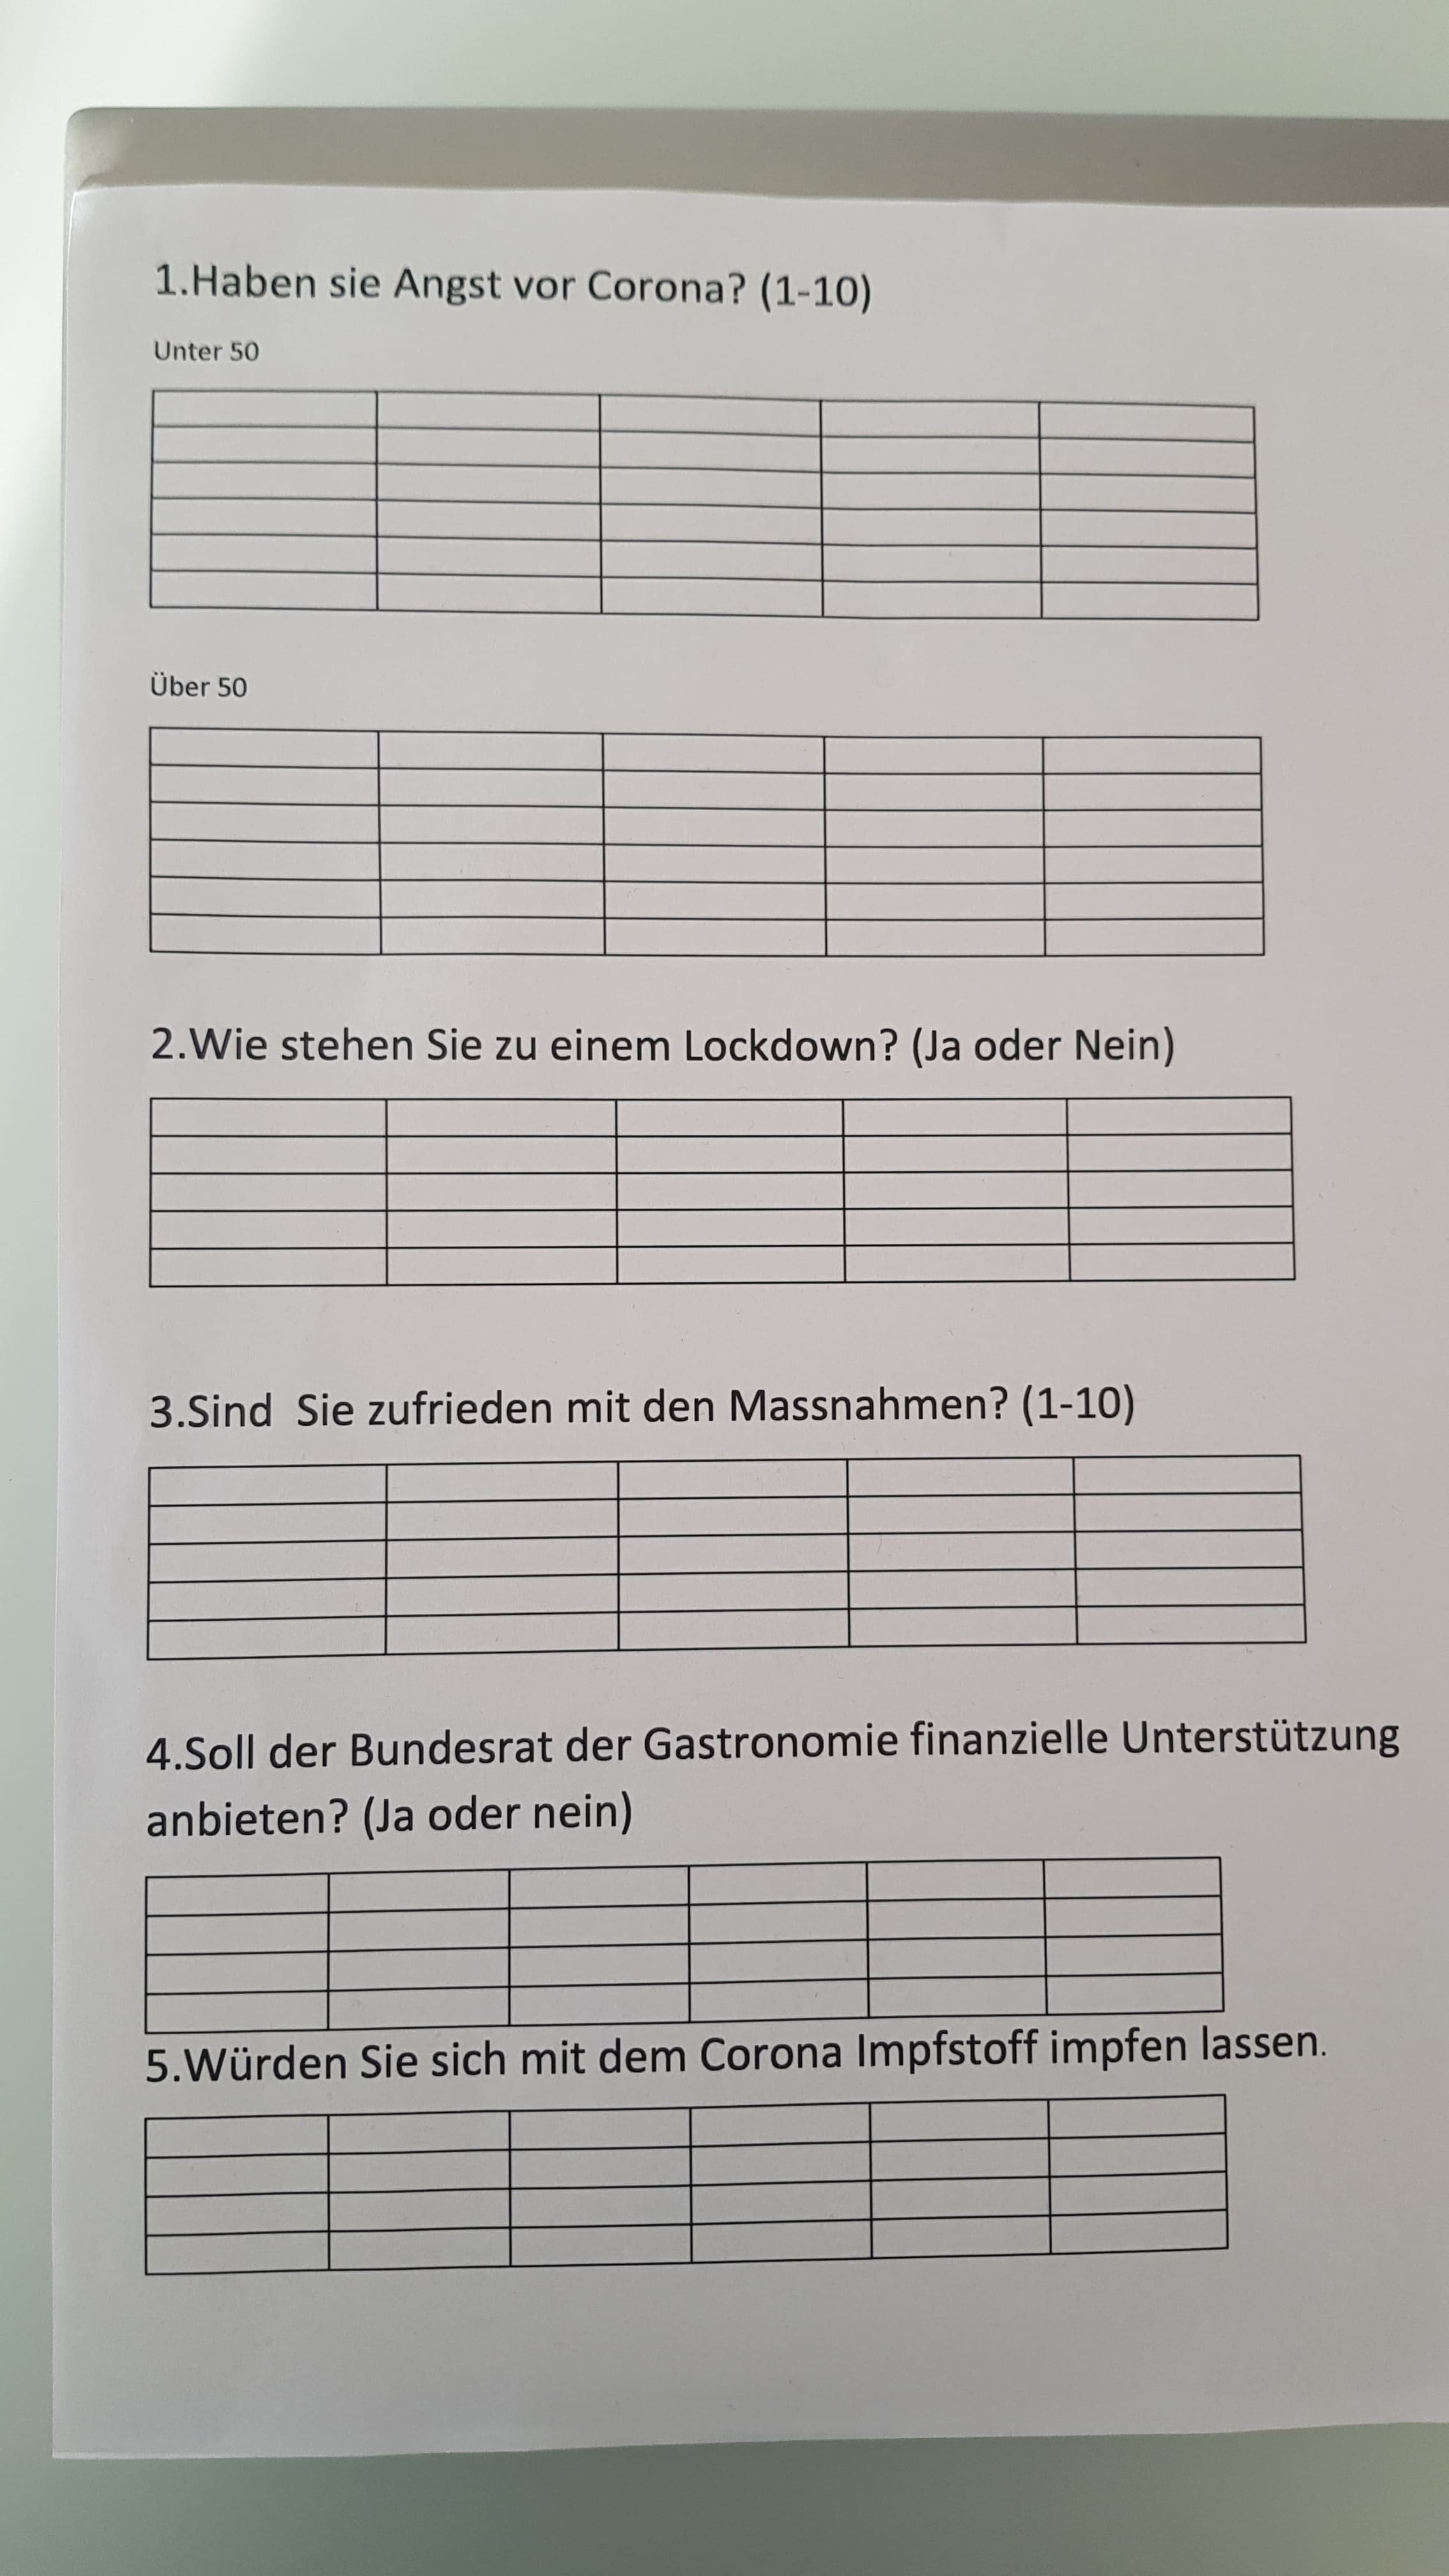 1.Haben sie Angst vor Corona? (1-10)
Unter 50
Über 50
2.Wie stehen Sie zu einem Lockdown? (Ja oder Nein)
3.Sind  Sie zufrieden mit den Massnahmen? (1-10)
4.Soll der Bundesrat der Gastronomie finanzielle Unterstützung
anbieten? (Ja oder nein)
5.Würden Sie sich mit dem Corona Impfstoff impfen lassen.